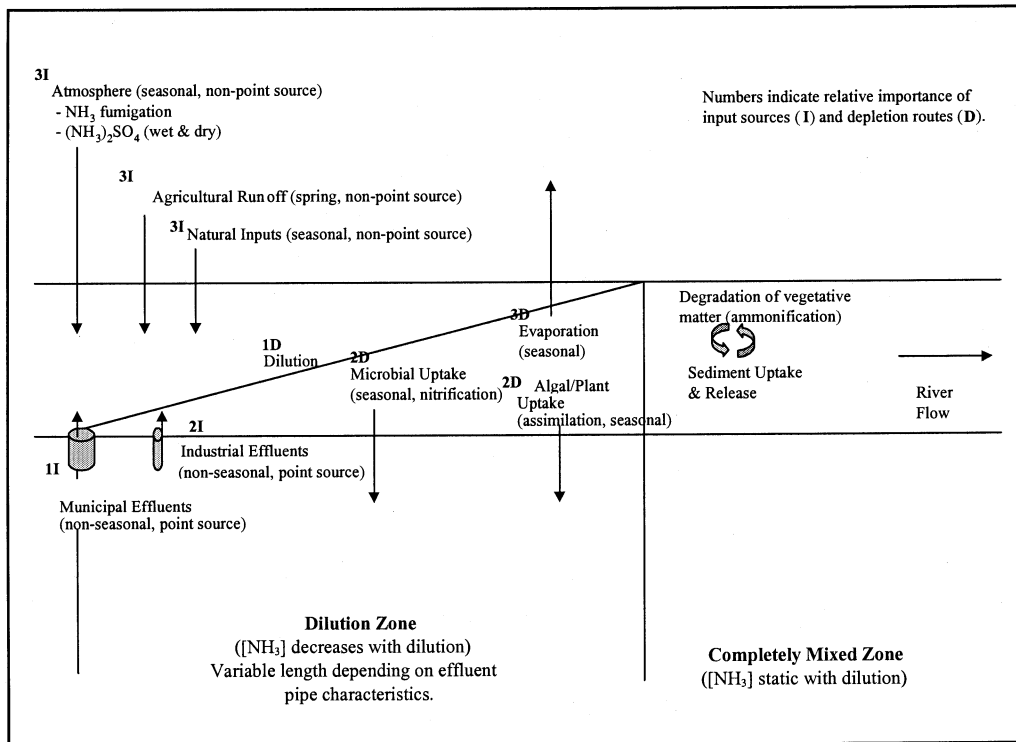 3I
Atmosphere (seasonal, non-point source)
- NH₃ fumigation
- (NH₃)₂SO₄ (wet & dry)
Numbers indicate relative importance of
input sources (I) and depletion routes (D).
3I
Agricultural Run off (spring, non-point source)
3I Natural Inputs (seasonal, non-point source)
1D
Dilution
2D
Microbial Uptake
(seasonal, nitrification)
3D
Evaporation
(seasonal)
2D Algal/Plant
Uptake
(assimilation, seasonal)
Degradation of vegetative
matter (ammonification)
Sediment Uptake
& Release
River
Flow
1I
Municipal Effluents
(non-seasonal, point source)
2I
Industrial Effluents
(non-seasonal, point source)
Dilution Zone
([NH₃] decreases with dilution)
Variable length depending on effluent
pipe characteristics.
Completely Mixed Zone
([NH₃] static with dilution)